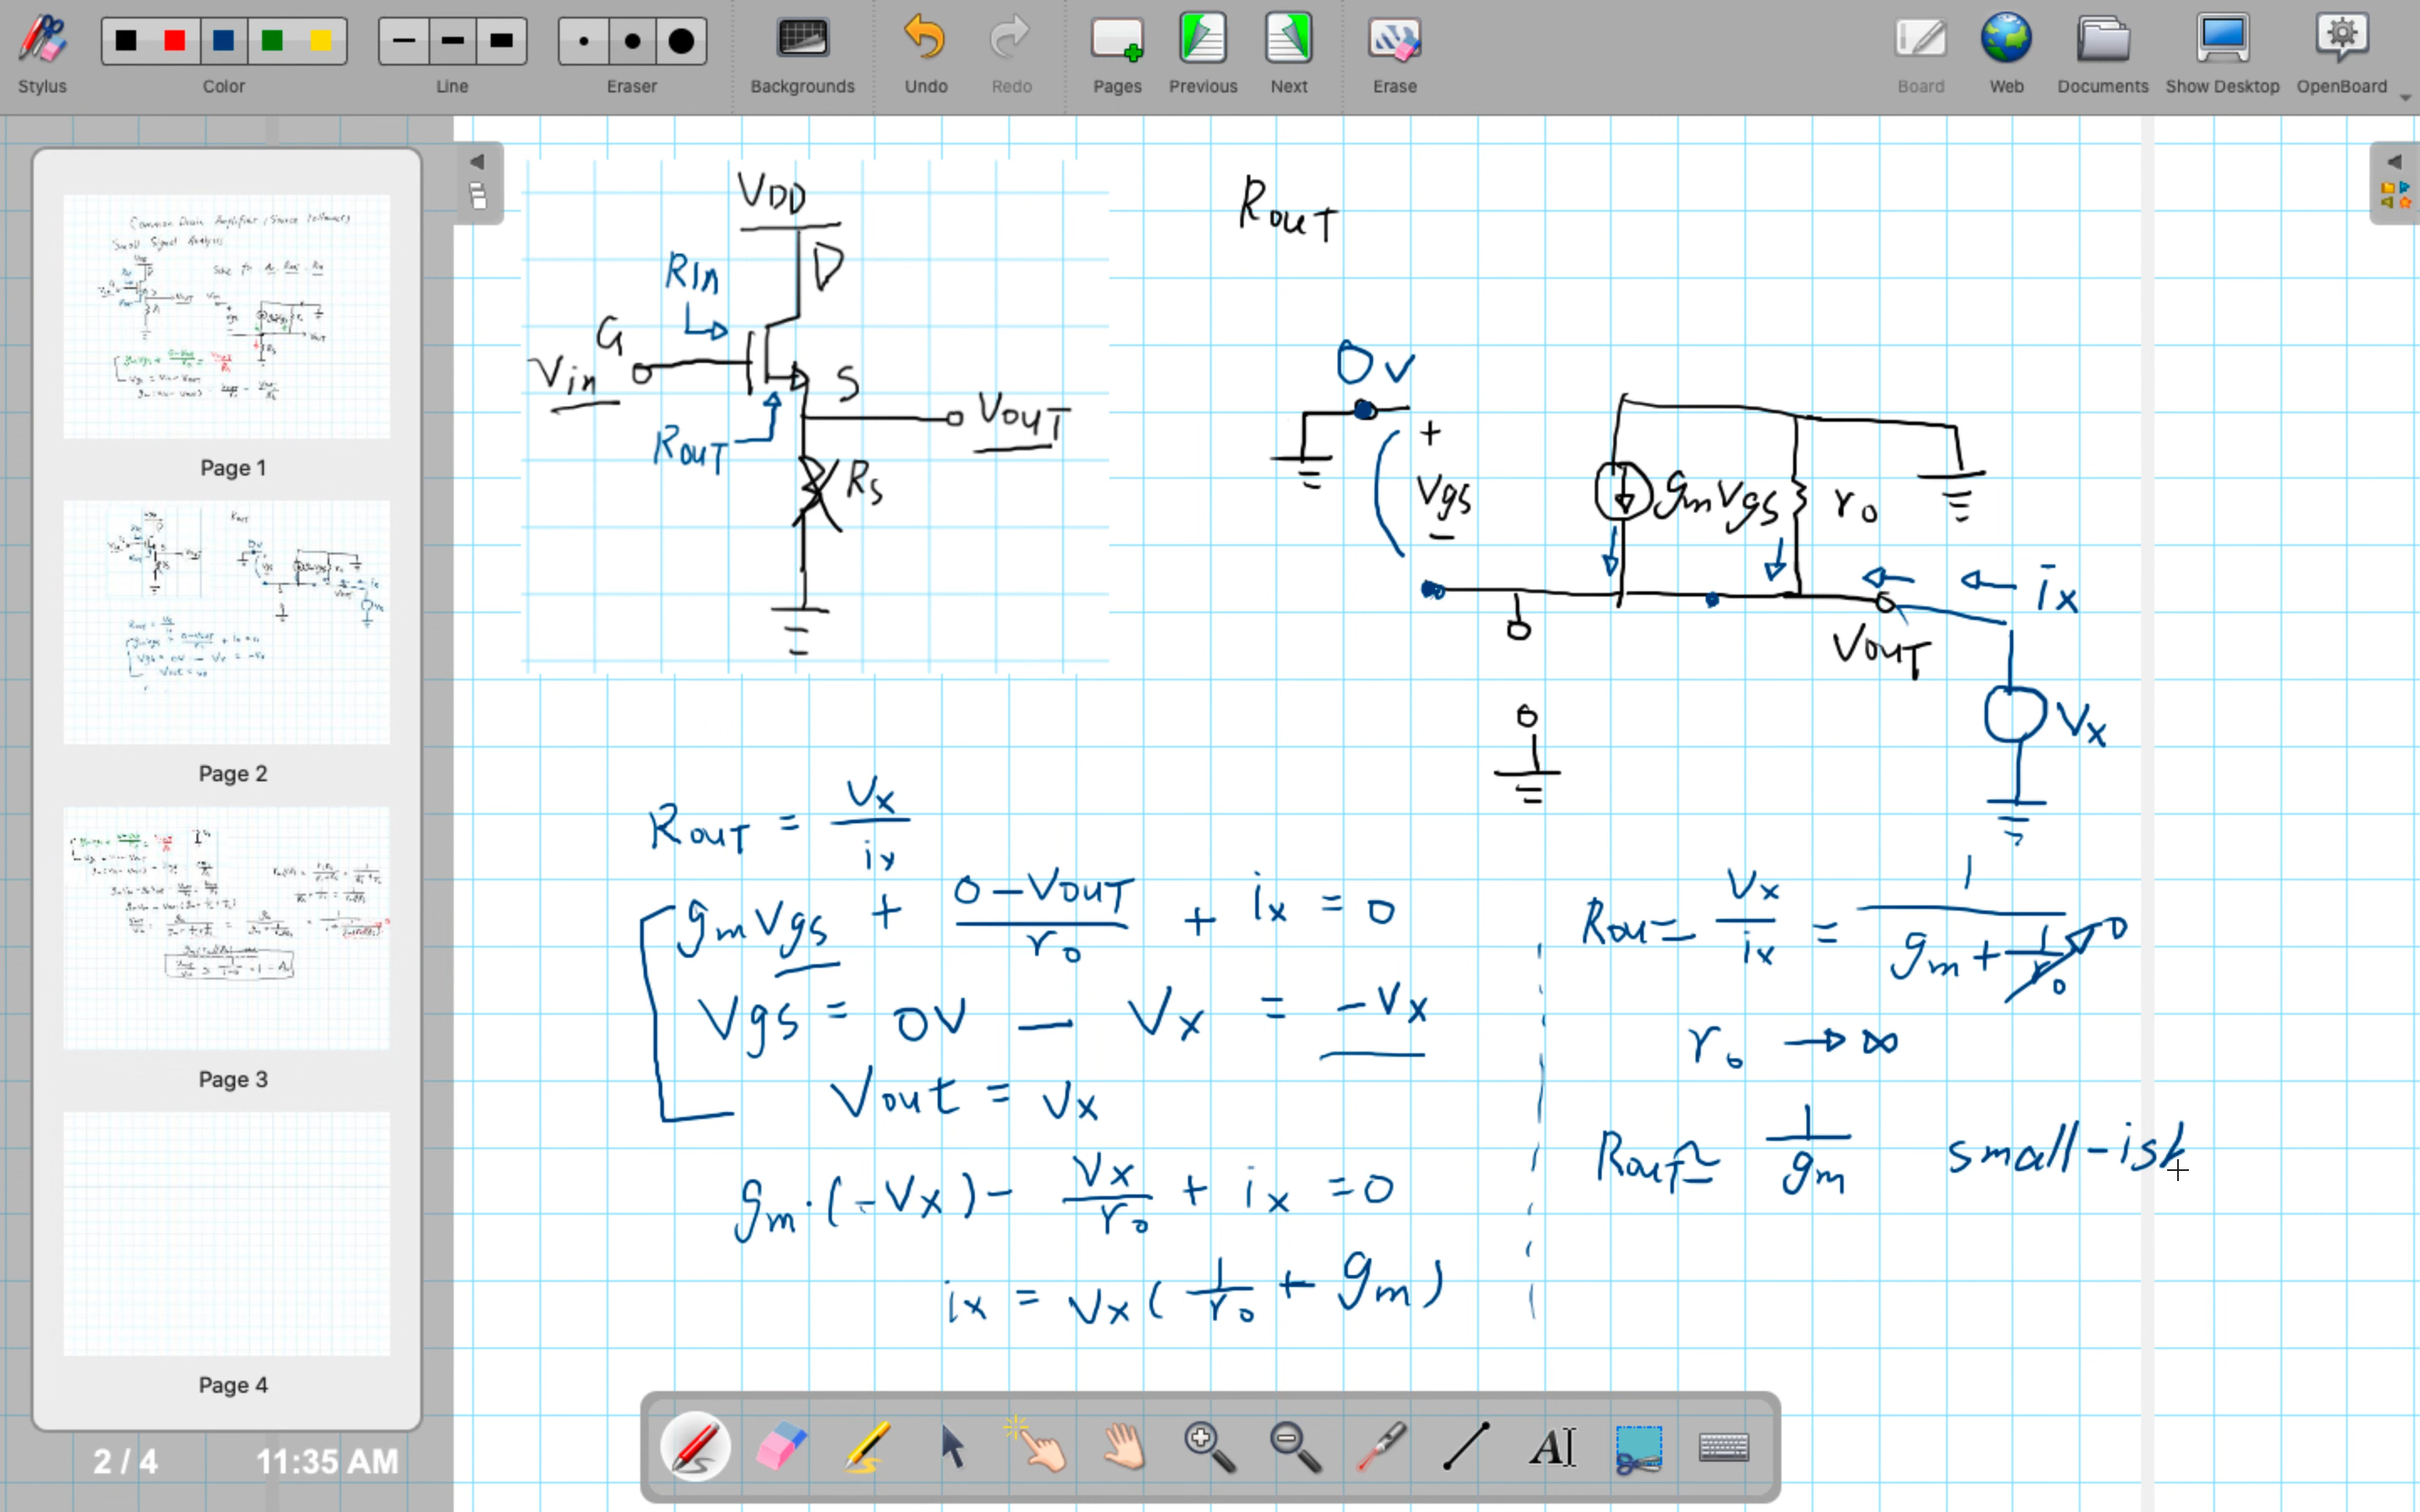 Stylus
Color
Line
Eraser
Backgrounds
Undo
Redo
Pages
Previous
Next
Erase
Board
Web
Documents
Show Desktop
OpenBoard
Page 1
Page 2
Page 3
Page 4
2 / 4 11:35 AM
VDD
D
RIn
G
Vin
S
ROUT
VOUT
RS
ROUT
0V
+
Vgs
−
gmVgs
ro
ix
VOUT
Vx
ROUT = Vx / ix
gmVgs + (0 − VOUT) / ro + ix = 0
Vgs = 0V − Vx = −Vx
Vout = Vx
gm·(−Vx) − Vx / ro + ix = 0
ix = Vx ( 1 / ro + gm )
Rou = Vx / ix = 1 / (gm + 1 / ro) 0
ro → ∞
ROUT ≃ 1 / gm small-ish
AI